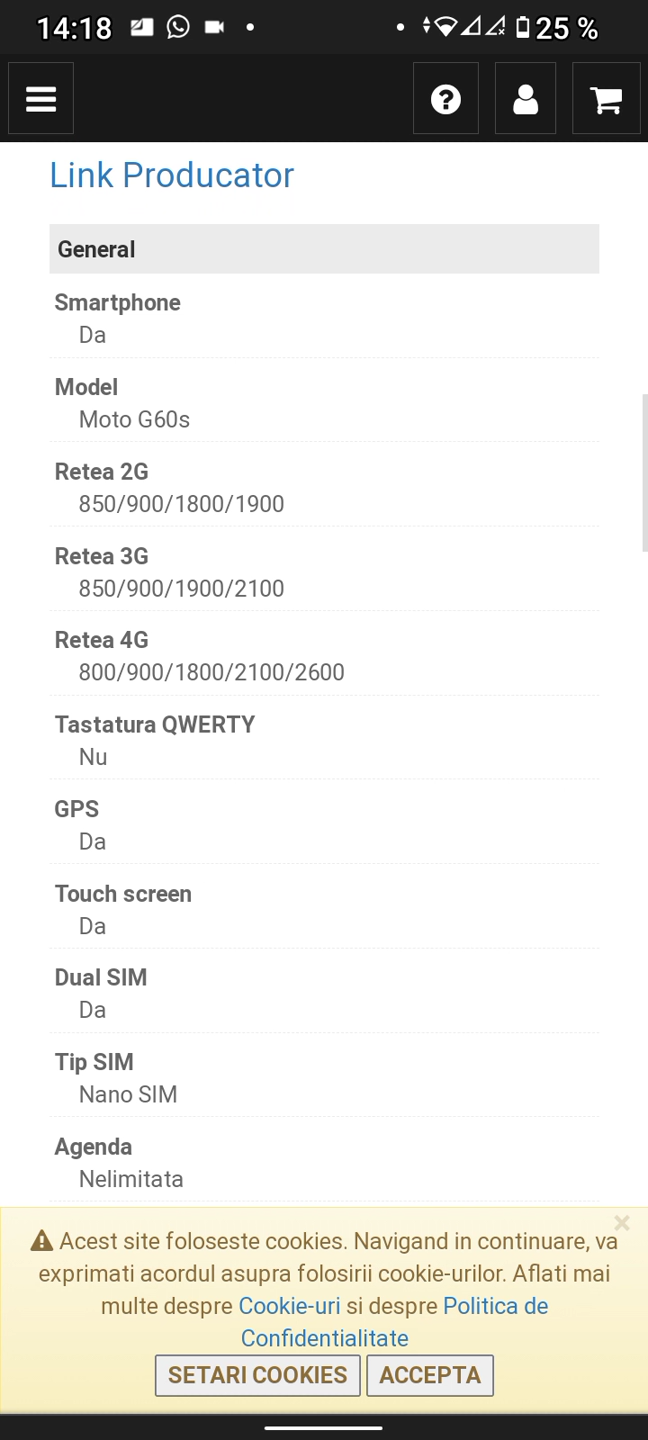 14:18
25 %
Link Producator
General
Smartphone
Da
Model
Moto G60s
Retea 2G
850/900/1800/1900
Retea 3G
850/900/1900/2100
Retea 4G
800/900/1800/2100/2600
Tastatura QWERTY
Nu
GPS
Da
Touch screen
Da
Dual SIM
Da
Tip SIM
Nano SIM
Agenda
Nelimitata
×
Acest site foloseste cookies. Navigand in continuare, va
exprimati acordul asupra folosirii cookie-urilor. Aflati mai
multe despre Cookie-uri si despre Politica de
Confidentialitate
SETARI COOKIES ACCEPTA